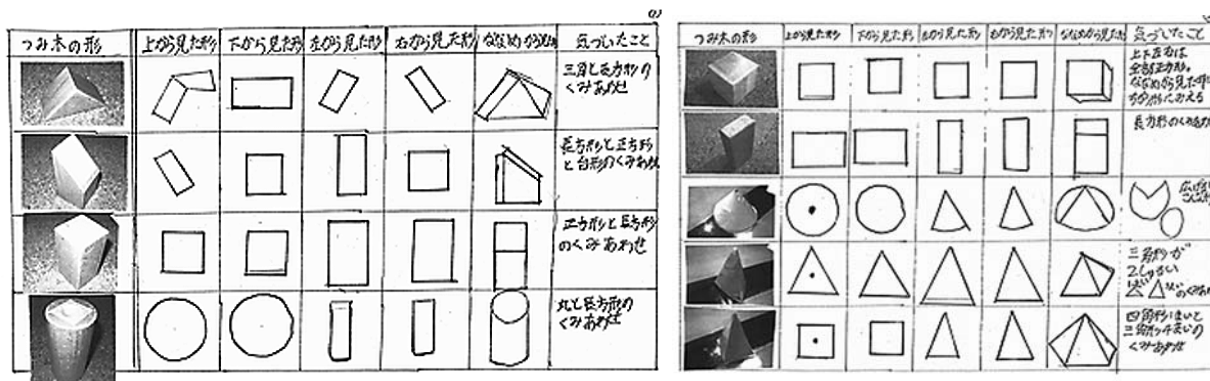 つみ木の形 上から見た形 下から見た形 左から見た形 右から見た形 ななめから見た 気づいたこと
三角と長方形の
くみあわせ
長方形と正方形
と台形のくみあわせ
正方形と長方形
のくみあわせ
丸と長方形の
くみあわせ
つみ木の形 上から見た形 下から見た形 左から見た形 右から見た形 ななめから見た形 気づいたこと
上下左右は
全部正方形。
ななめから見た
長方形のくみあわ
三角形が
2しゅるい
のくみあ
四角形1まいと
三角形4まいの
くみあわせ